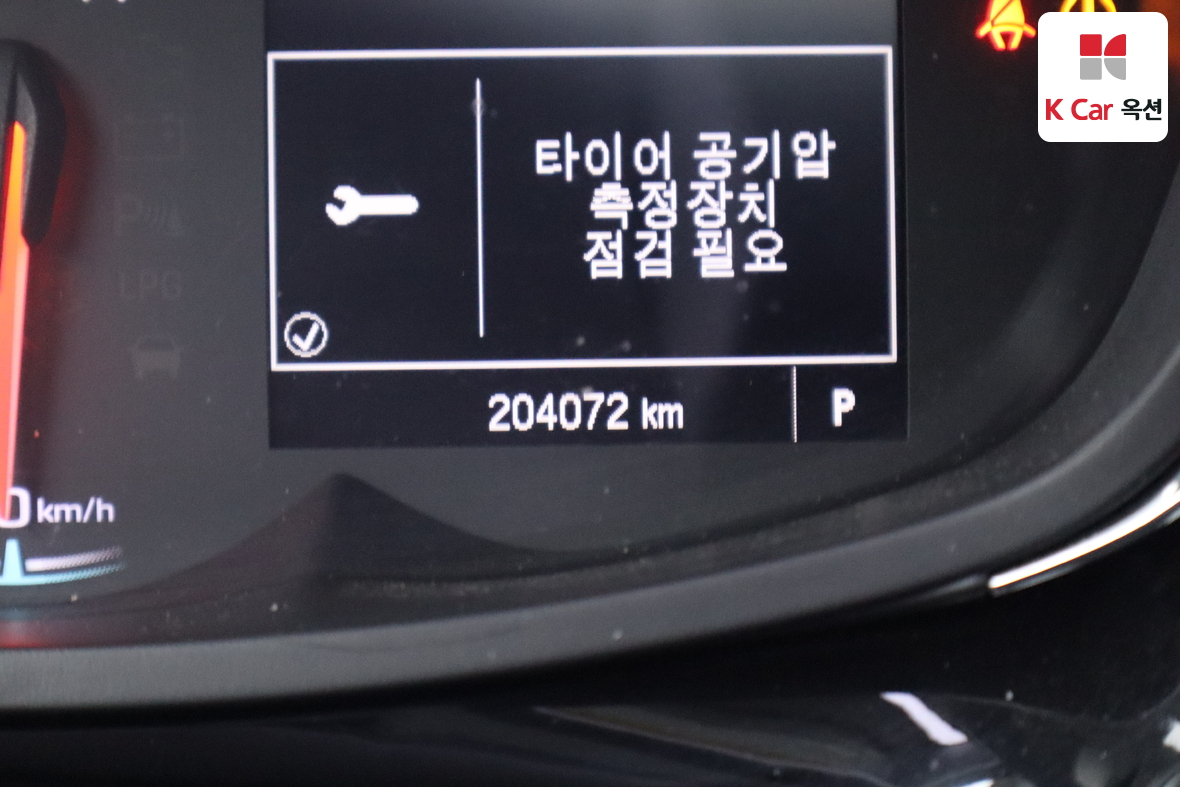 K Car 옥션
타이어 공기압
측정장치
점검 필요
204072 km
P
LPG
0 km/h